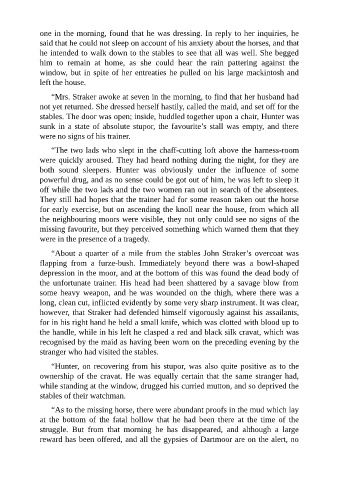 one in the morning, found that he was dressing. In reply to her inquiries, he
said that he could not sleep on account of his anxiety about the horses, and that
he intended to walk down to the stables to see that all was well. She begged
him to remain at home, as she could hear the rain pattering against the
window, but in spite of her entreaties he pulled on his large mackintosh and
left the house.
“Mrs. Straker awoke at seven in the morning, to find that her husband had
not yet returned. She dressed herself hastily, called the maid, and set off for the
stables. The door was open; inside, huddled together upon a chair, Hunter was
sunk in a state of absolute stupor, the favourite’s stall was empty, and there
were no signs of his trainer.
“The two lads who slept in the chaff-cutting loft above the harness-room
were quickly aroused. They had heard nothing during the night, for they are
both sound sleepers. Hunter was obviously under the influence of some
powerful drug, and as no sense could be got out of him, he was left to sleep it
off while the two lads and the two women ran out in search of the absentees.
They still had hopes that the trainer had for some reason taken out the horse
for early exercise, but on ascending the knoll near the house, from which all
the neighbouring moors were visible, they not only could see no signs of the
missing favourite, but they perceived something which warned them that they
were in the presence of a tragedy.
“About a quarter of a mile from the stables John Straker’s overcoat was
flapping from a furze-bush. Immediately beyond there was a bowl-shaped
depression in the moor, and at the bottom of this was found the dead body of
the unfortunate trainer. His head had been shattered by a savage blow from
some heavy weapon, and he was wounded on the thigh, where there was a
long, clean cut, inflicted evidently by some very sharp instrument. It was clear,
however, that Straker had defended himself vigorously against his assailants,
for in his right hand he held a small knife, which was clotted with blood up to
the handle, while in his left he clasped a red and black silk cravat, which was
recognised by the maid as having been worn on the preceding evening by the
stranger who had visited the stables.
“Hunter, on recovering from his stupor, was also quite positive as to the
ownership of the cravat. He was equally certain that the same stranger had,
while standing at the window, drugged his curried mutton, and so deprived the
stables of their watchman.
“As to the missing horse, there were abundant proofs in the mud which lay
at the bottom of the fatal hollow that he had been there at the time of the
struggle. But from that morning he has disappeared, and although a large
reward has been offered, and all the gypsies of Dartmoor are on the alert, no